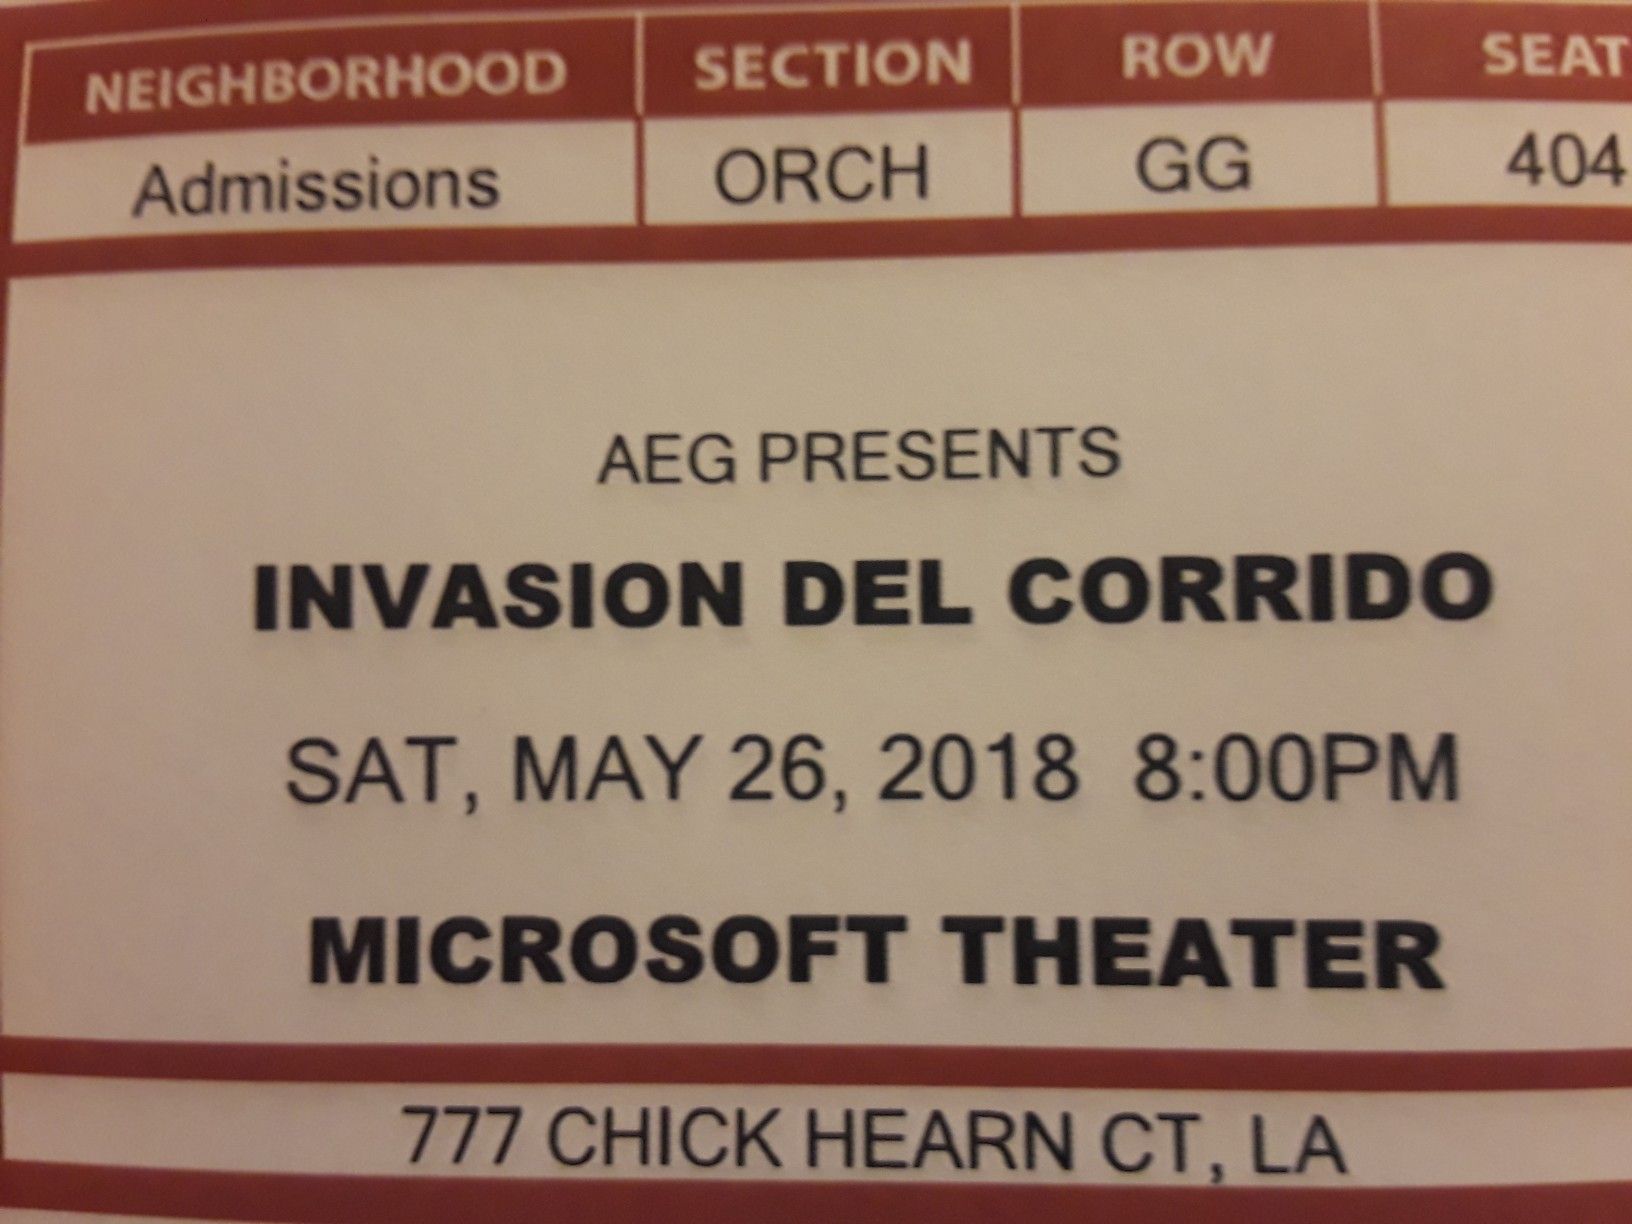 NEIGHBORHOOD SECTION ROW SEAT
Admissions ORCH GG 404
AEG PRESENTS
INVASION DEL CORRIDO
SAT, MAY 26, 2018 8:00PM
MICROSOFT THEATER
777 CHICK HEARN CT, LA